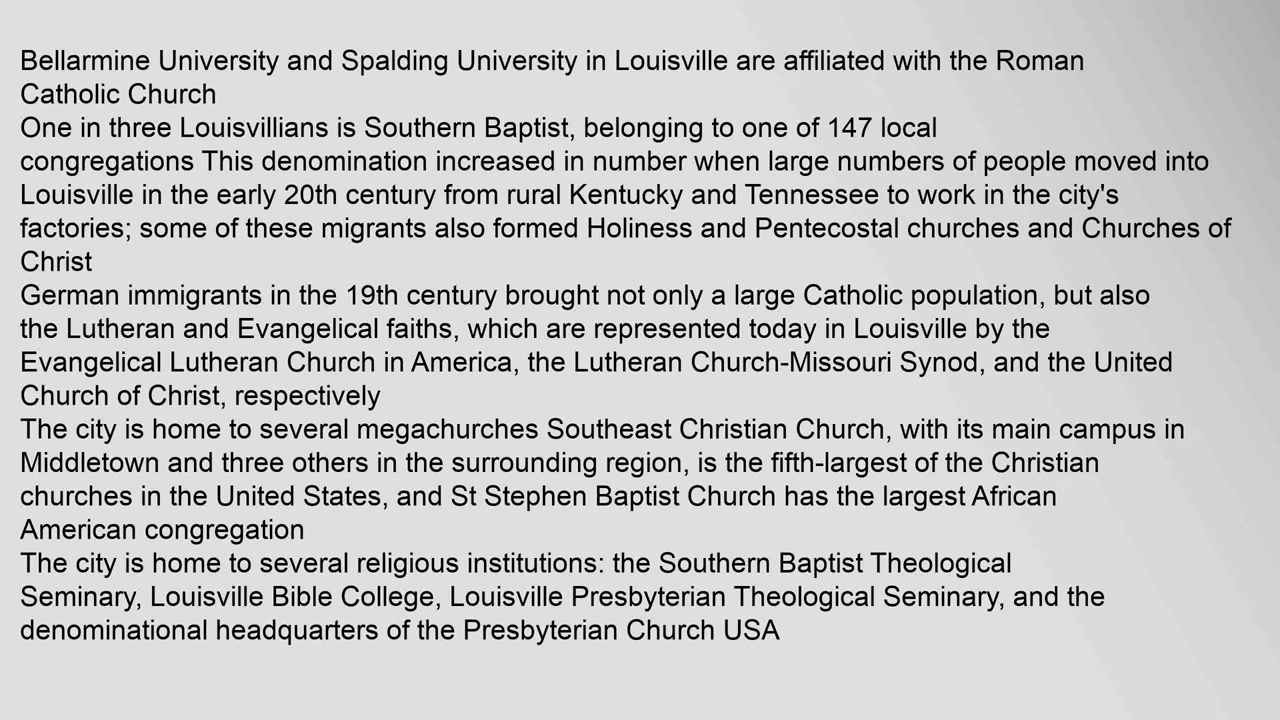 Bellarmine University and Spalding University in Louisville are affiliated with the Roman
Catholic Church
One in three Louisvillians is Southern Baptist, belonging to one of 147 local
congregations This denomination increased in number when large numbers of people moved into
Louisville in the early 20th century from rural Kentucky and Tennessee to work in the city's
factories; some of these migrants also formed Holiness and Pentecostal churches and Churches of
Christ
German immigrants in the 19th century brought not only a large Catholic population, but also
the Lutheran and Evangelical faiths, which are represented today in Louisville by the
Evangelical Lutheran Church in America, the Lutheran Church-Missouri Synod, and the United
Church of Christ, respectively
The city is home to several megachurches Southeast Christian Church, with its main campus in
Middletown and three others in the surrounding region, is the fifth-largest of the Christian
churches in the United States, and St Stephen Baptist Church has the largest African
American congregation
The city is home to several religious institutions: the Southern Baptist Theological
Seminary, Louisville Bible College, Louisville Presbyterian Theological Seminary, and the
denominational headquarters of the Presbyterian Church USA